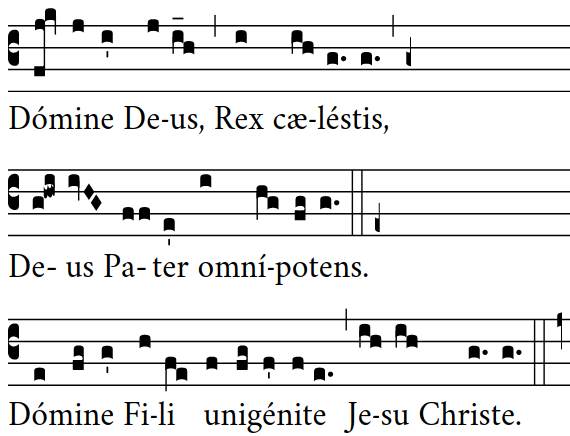 Dómine De-us, Rex cæ-léstis,
De- us Pa- ter omní-potens.
Dómine Fi-li unigénite Je-su Christe.